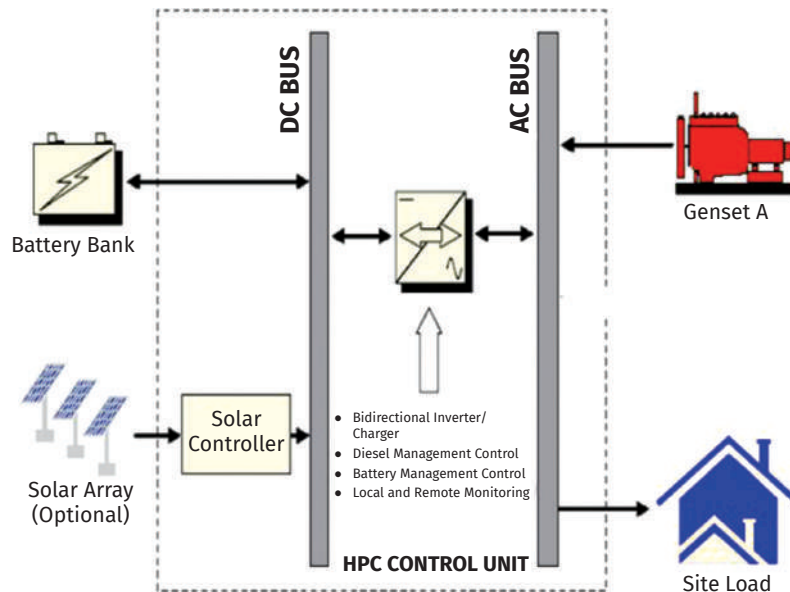 DC BUS
AC BUS
Battery Bank
Genset A
Solar Array
(Optional)
Solar
Controller
● Bidirectional Inverter/
Charger
● Diesel Management Control
● Battery Management Control
● Local and Remote Monitoring
HPC CONTROL UNIT
Site Load